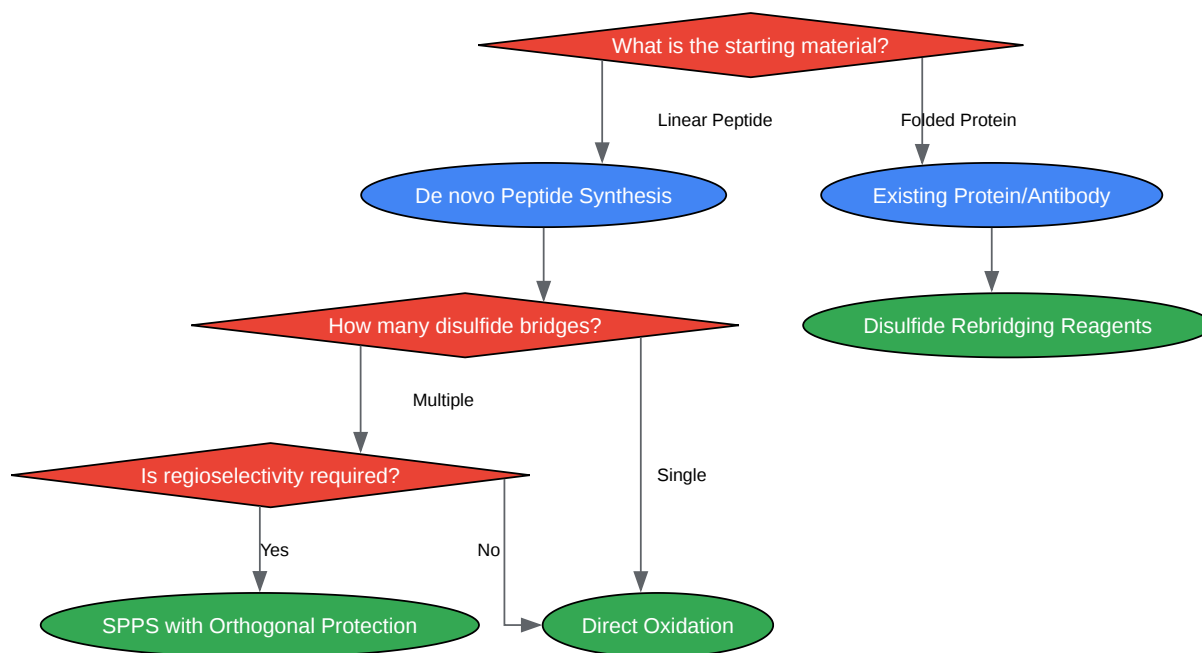 What is the starting material?
Linear Peptide
Folded Protein
De novo Peptide Synthesis
Existing Protein/Antibody
How many disulfide bridges?
Disulfide Rebridging Reagents
Multiple
Is regioselectivity required?
Single
Yes
No
SPPS with Orthogonal Protection
Direct Oxidation